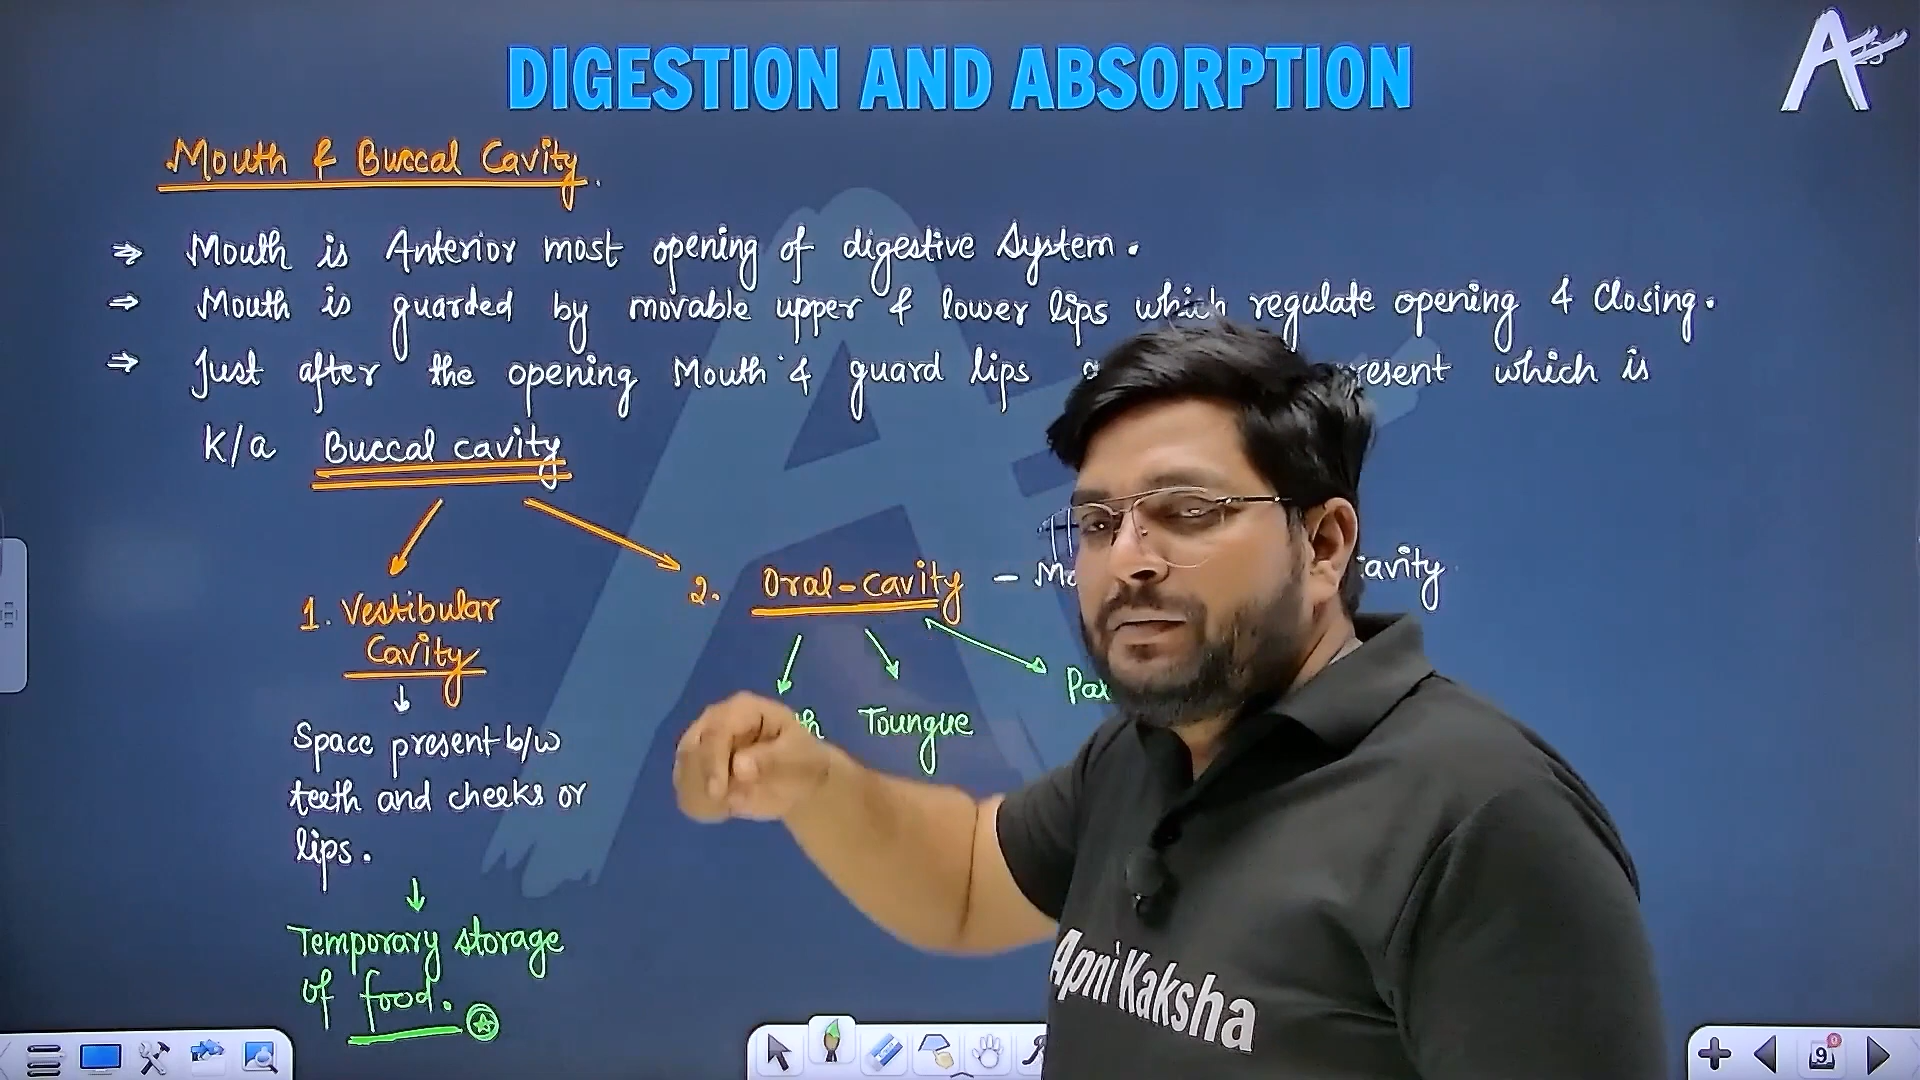 DIGESTION AND ABSORPTION
Mouth & Buccal Cavity.
⇒ Mouth is Anterior most opening of digestive System.
⇒ Mouth is guarded by movable upper & lower lips which regulate opening & Closing.
⇒ Just after the opening Mouth & guard lips which is
K/a Buccal cavity
1. Vestibular
Cavity
Space present b/w
teeth and cheeks or
lips.
Temporary storage
of food.
2. Oral-cavity –
Toungue
Apni Kaksha
9